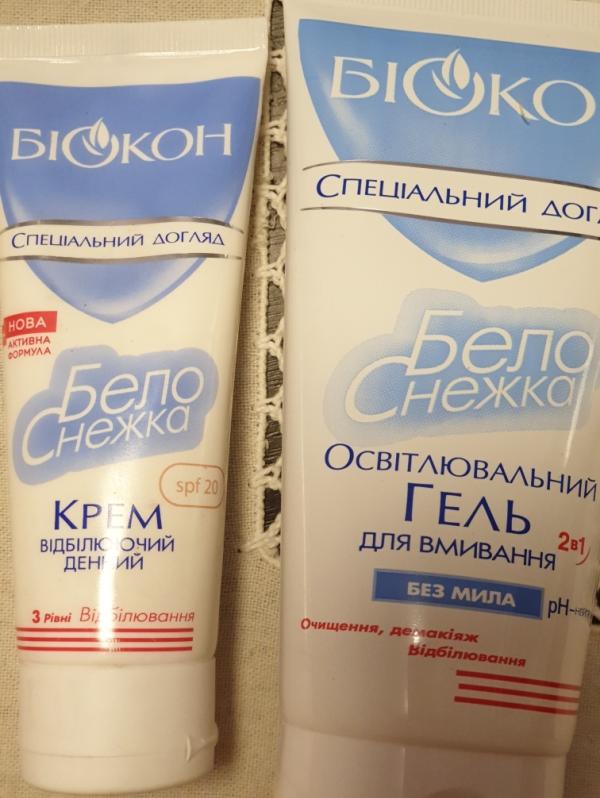 БІОКОН
СПЕЦІАЛЬНИЙ ДОГЛЯД
НОВА
АКТИВНА
ФОРМУЛА
Бело
Снежка
spf 20
КРЕМ
ВІДБІЛЮЮЧИЙ
ДЕННИЙ
3 Рівні Відбілювання
БІОКО
СПЕЦІАЛЬНИЙ
Бело
Снежка
ОСВІТЛЮВАЛЬНИЙ
ГЕЛЬ
ДЛЯ ВМИВАННЯ
2в1
БЕЗ МИЛА
pH-
Очищення, демакіяж
Відбілювання